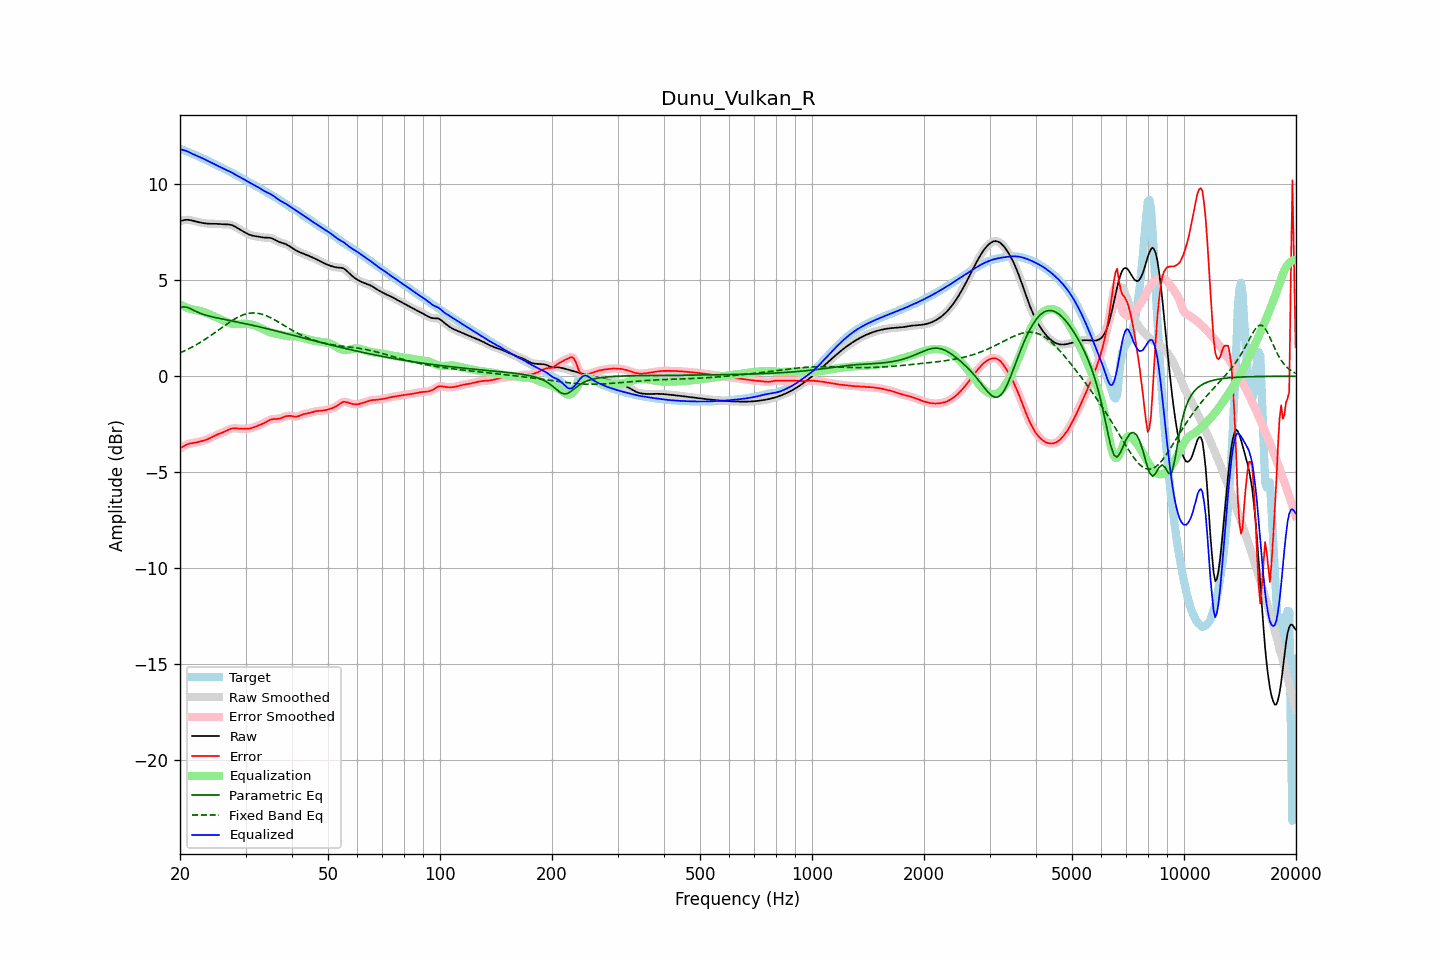 Dunu_Vulkan_R
Amplitude (dBr)
10
5
0
−5
−10
−15
−20
Target
Raw Smoothed
Error Smoothed
Raw
Error
Equalization
Parametric Eq
Fixed Band Eq
Equalized
20
50
100
200
500
1000
2000
5000
10000
20000
Frequency (Hz)